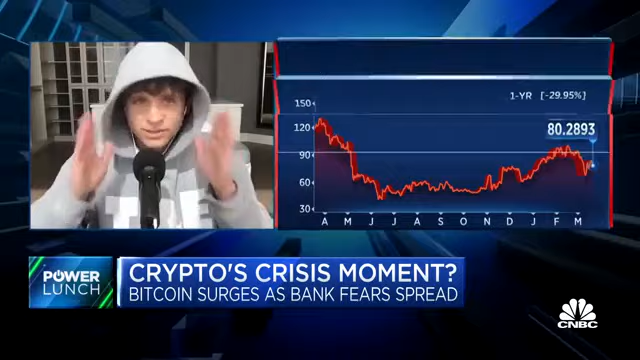 1-YR [-29.95%]
150
120
90
60
30
80.2893
A M J J A S O N D J F M
POWER
LUNCH
CRYPTO'S CRISIS MOMENT?
BITCOIN SURGES AS BANK FEARS SPREAD
CNBC